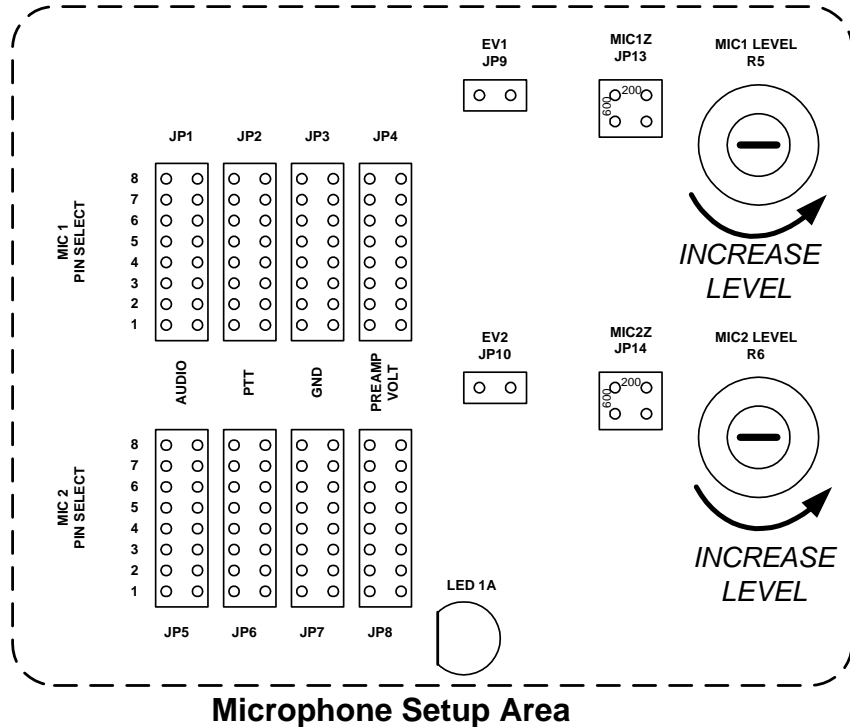 EV1
JP9
MIC1Z
JP13
200
600
MIC1 LEVEL
R5
INCREASE
LEVEL
JP1 JP2 JP3 JP4
MIC 1
PIN SELECT
8
7
6
5
4
3
2
1
AUDIO
PTT
GND
PREAMP
VOLT
EV2
JP10
MIC2Z
JP14
200
600
MIC2 LEVEL
R6
INCREASE
LEVEL
MIC 2
PIN SELECT
8
7
6
5
4
3
2
1
JP5 JP6 JP7 JP8
LED 1A
Microphone Setup Area